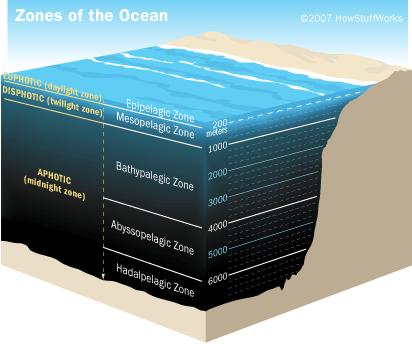 Zones of the Ocean
©2007 HowStuffWorks
EUPHOTIC (daylight zone)
DISPHOTIC (twilight zone)
APHOTIC
(midnight zone)
Epipelagic Zone
Mesopelagic Zone
Bathypalegic Zone
Abyssopelagic Zone
Hadalpelagic Zone
200
meters
1000
2000
3000
4000
5000
6000